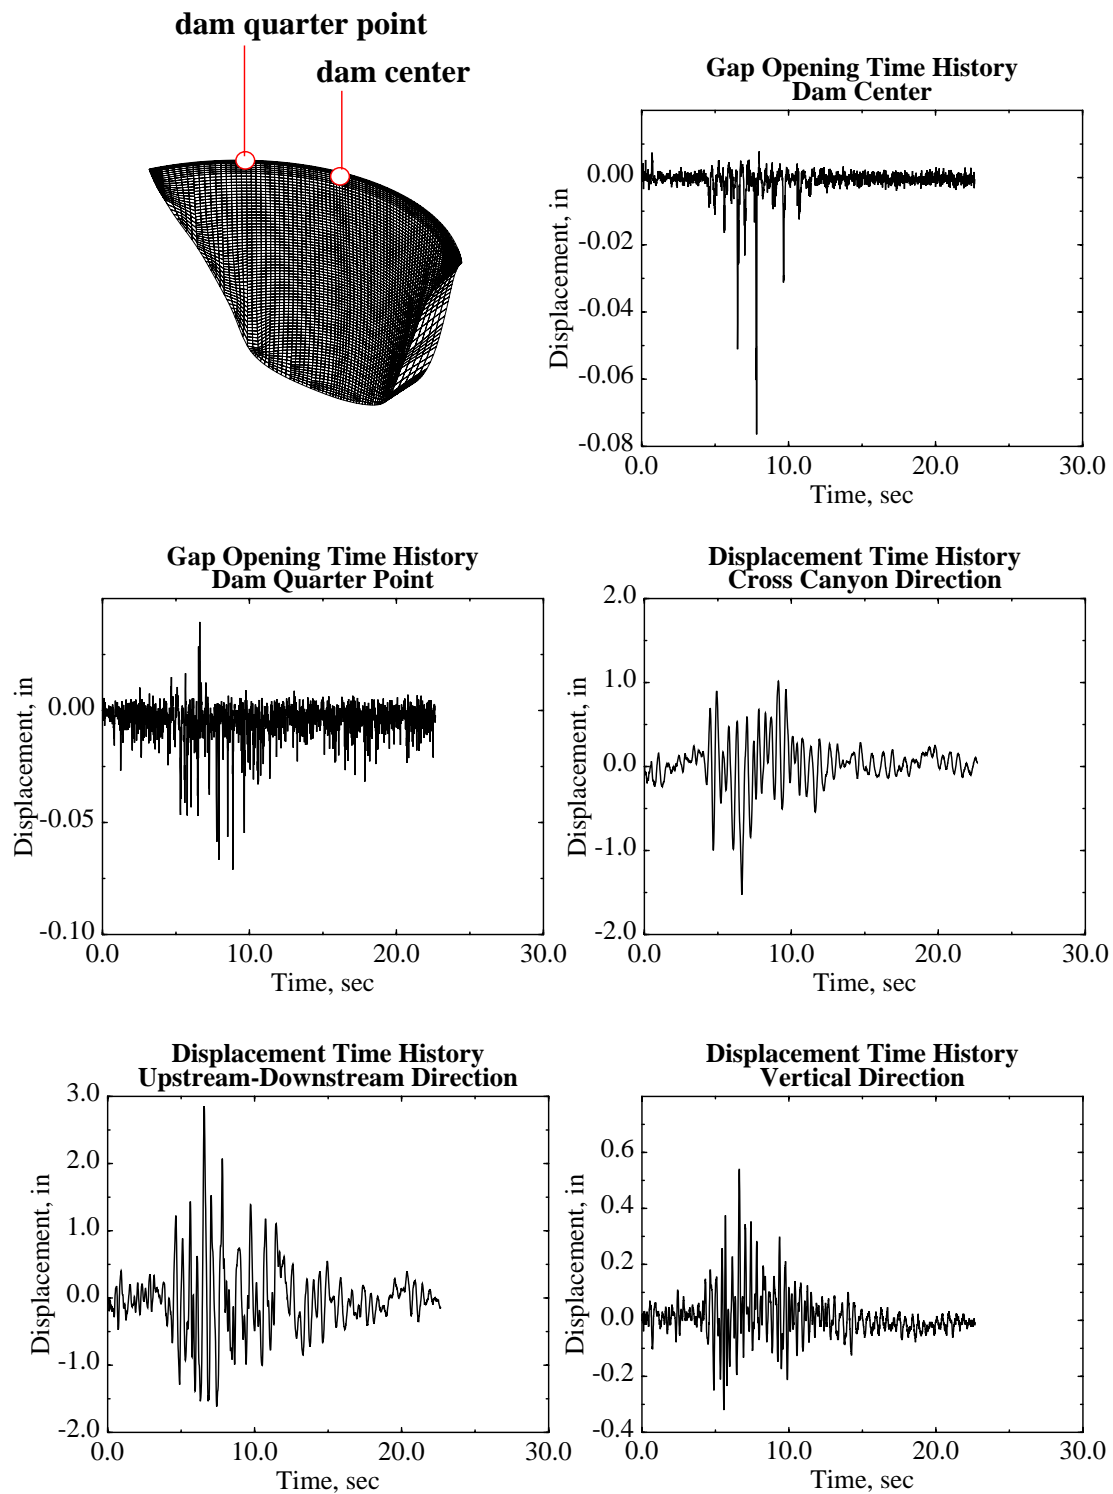 dam quarter point
dam center
Gap Opening Time History
Dam Center
0.00
-0.02
-0.04
-0.06
-0.08
Displacement, in
0.0 10.0 20.0 30.0
Time, sec
Gap Opening Time History
Dam Quarter Point
0.00
-0.05
-0.10
Displacement, in
0.0 10.0 20.0 30.0
Time, sec
Displacement Time History
Cross Canyon Direction
2.0
1.0
0.0
-1.0
-2.0
Displacement, in
0.0 10.0 20.0 30.0
Time, sec
Displacement Time History
Upstream-Downstream Direction
3.0
2.0
1.0
0.0
-1.0
-2.0
Displacement, in
0.0 10.0 20.0 30.0
Time, sec
Displacement Time History
Vertical Direction
0.6
0.4
0.2
0.0
-0.2
-0.4
Displacement, in
0.0 10.0 20.0 30.0
Time, sec